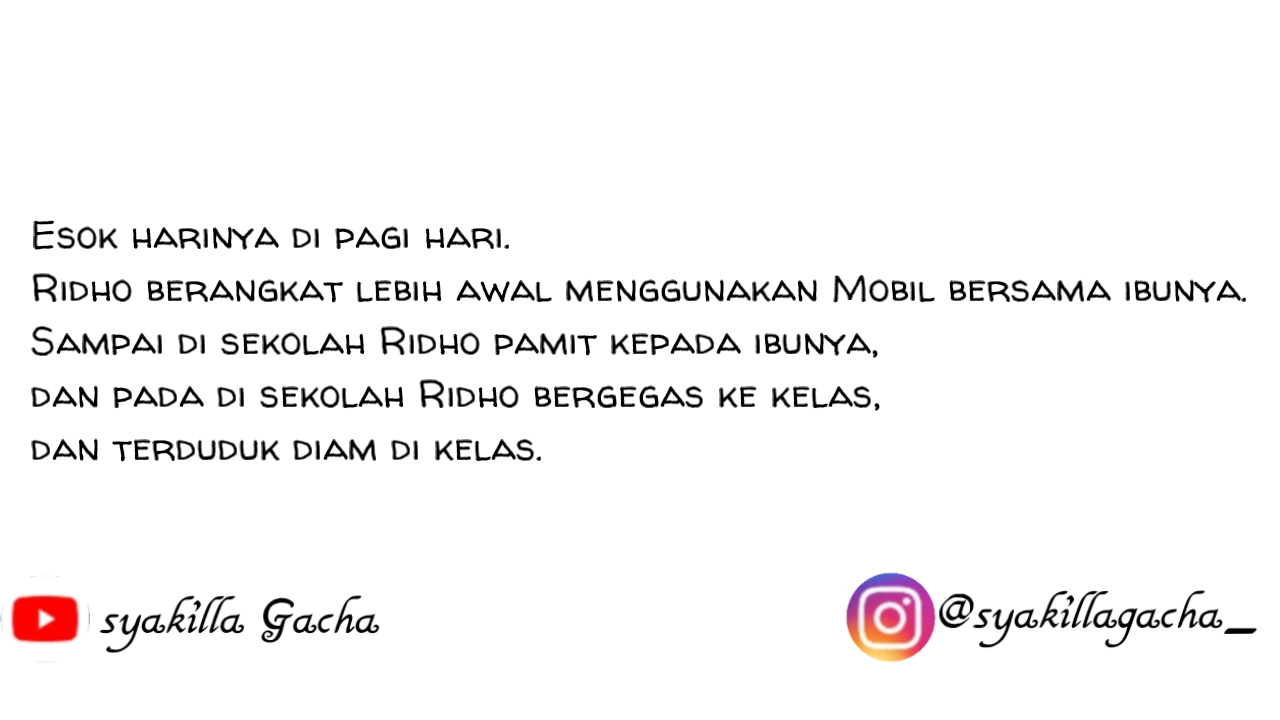 Esok harinya di pagi hari.
Ridho berangkat lebih awal menggunakan Mobil bersama ibunya.
Sampai di sekolah Ridho pamit kepada ibunya,
dan pada di sekolah Ridho bergegas ke kelas,
dan terduduk diam di kelas.
syakilla Gacha
@syakillagacha_